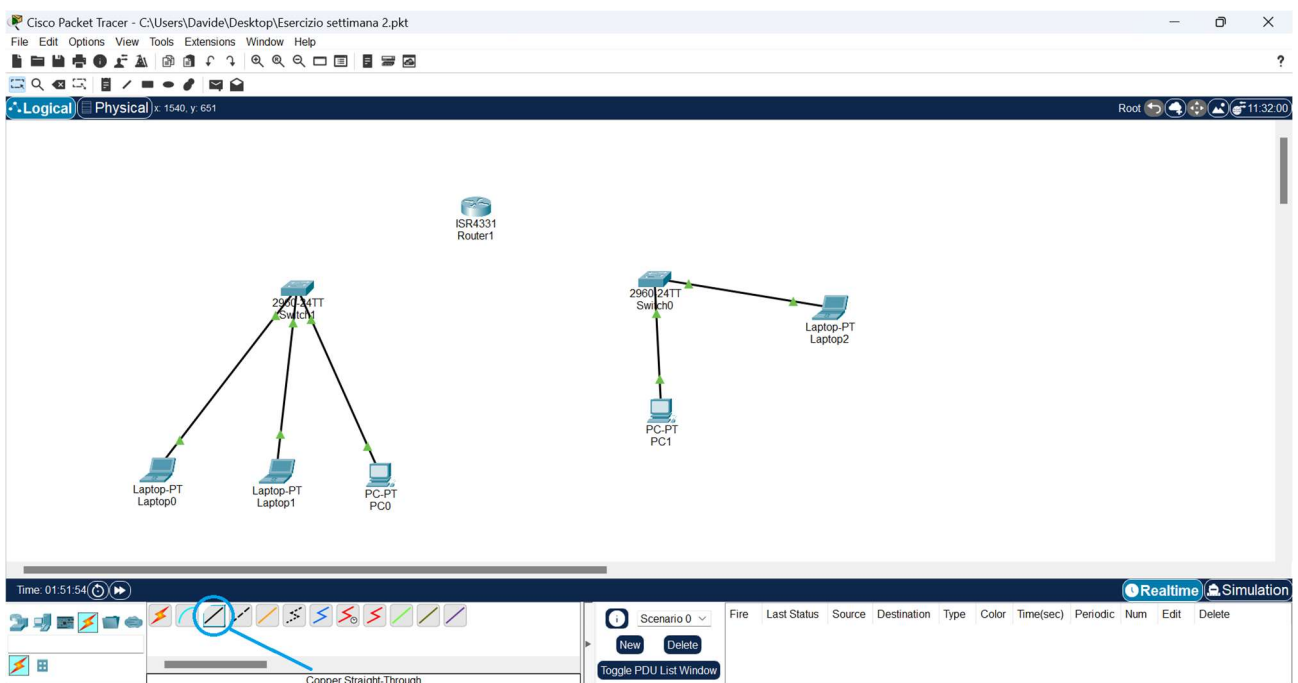 Cisco Packet Tracer - C:\Users\Davide\Desktop\Esercizio settimana 2.pkt
File Edit Options View Tools Extensions Window Help
?
Logical Physical x: 1540, y: 651 Root 11:32:00
ISR4331
Router1
2960-24TT
Switch1
2960-24TT
Switch0
Laptop-PT
Laptop2
PC-PT
PC1
Laptop-PT
Laptop0
Laptop-PT
Laptop1
PC-PT
PC0
Time: 01:51:54 Realtime Simulation
Scenario 0 Fire Last Status Source Destination Type Color Time(sec) Periodic Num Edit Delete
New Delete
Toggle PDU List Window
Copper Straight-Through